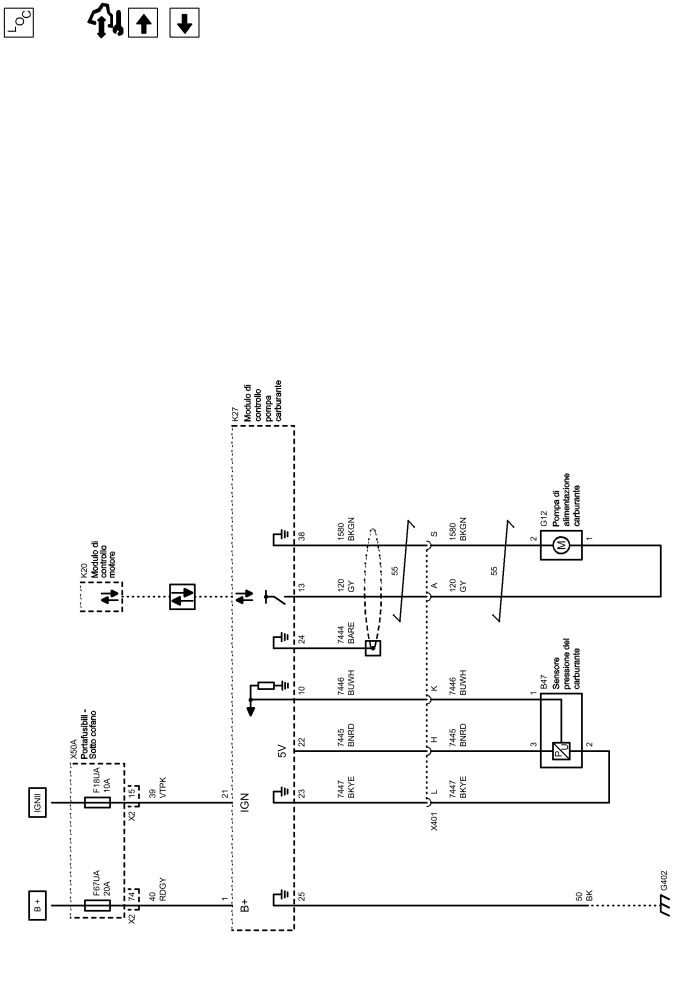 LOC
B +
IGNII
X50A
Portafusibili -
Sotto cofano
F67UA
20A
F18UA
10A
X2
74
X2
15
40
RDGY
39
VTPK
K20
Modulo di
controllo
motore
K27
Modulo di
controllo
pompa
carburante
1
21
B+
IGN
5V
25
23
22
10
24
13
38
7447
BKYE
7445
BNRD
7446
BUWH
7444
BARE
120
GY
1580
BKGN
55
X401
L
H
K
A
S
7447
BKYE
7445
BNRD
7446
BUWH
120
GY
1580
BKGN
55
3
1
B47
Sensore
pressione del
carburante
P
U
2
2
G12
Pompa di
alimentazione
carburante
M
1
50
BK
G402